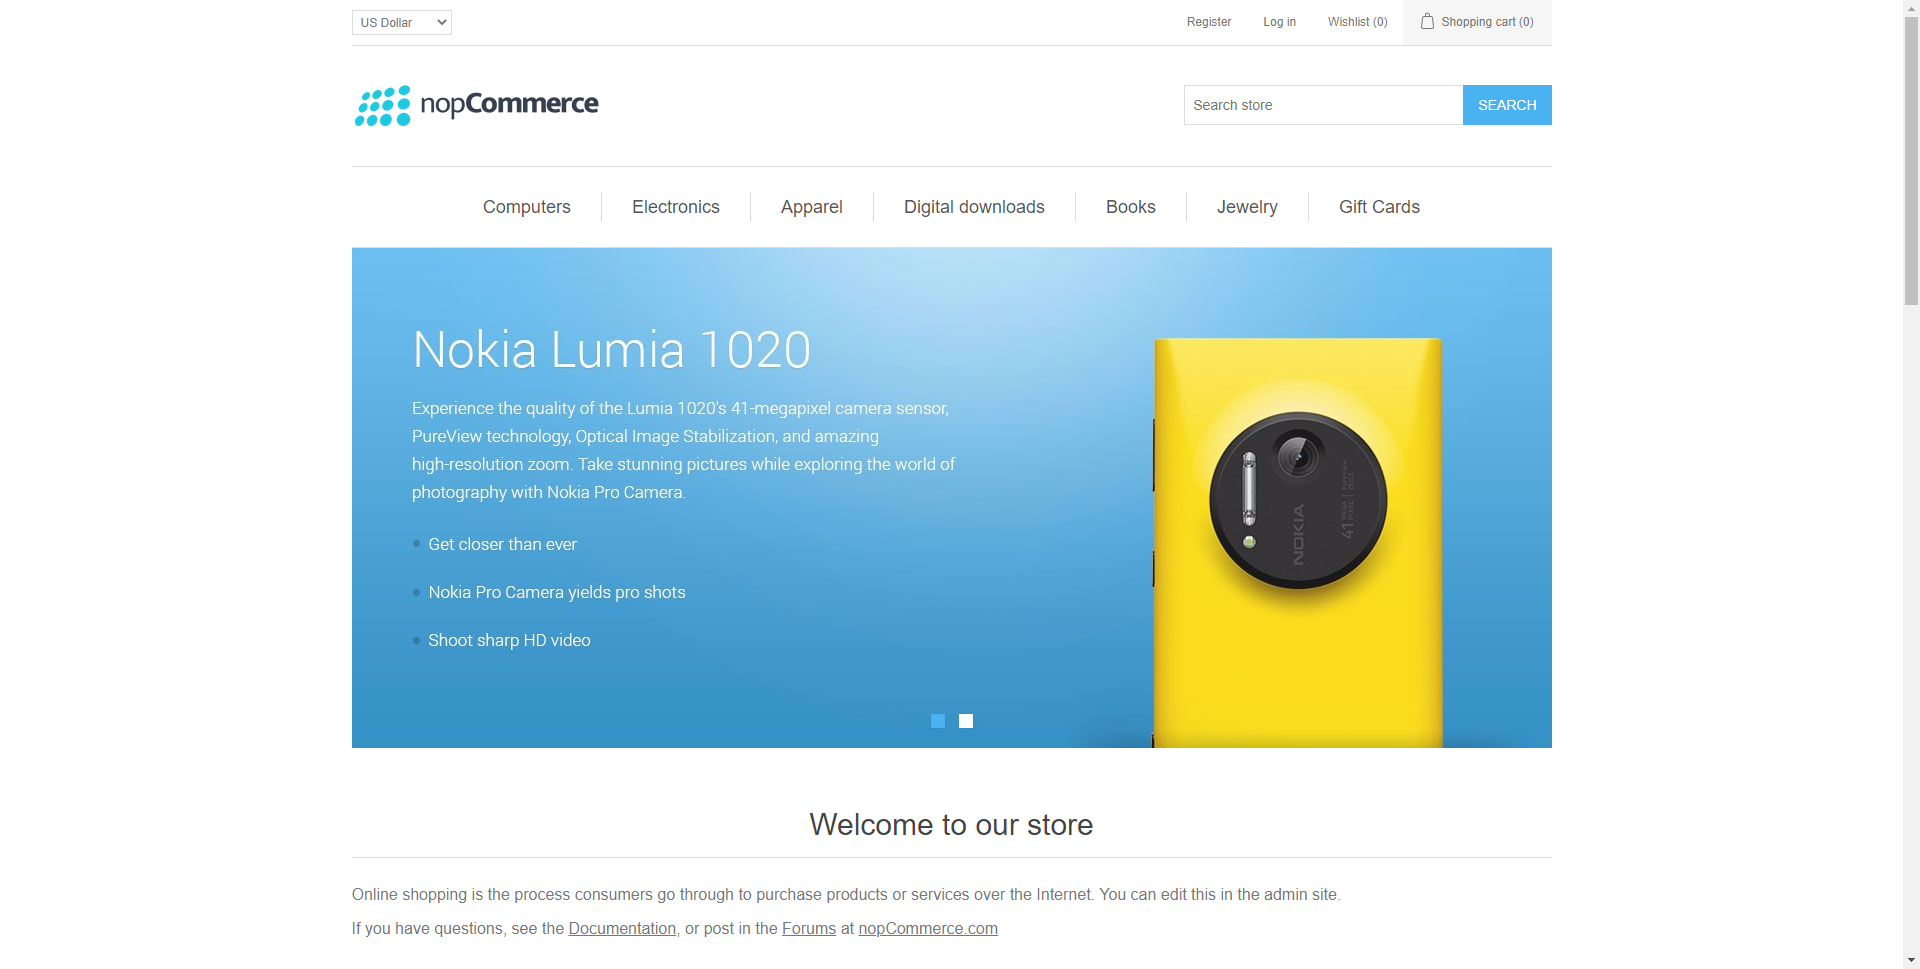 US Dollar
Register
Log in
Wishlist (0)
Shopping cart (0)
nopCommerce
Search store
SEARCH
Computers
Electronics
Apparel
Digital downloads
Books
Jewelry
Gift Cards
Nokia Lumia 1020
Experience the quality of the Lumia 1020's 41-megapixel camera sensor,
PureView technology, Optical Image Stabilization, and amazing
high-resolution zoom. Take stunning pictures while exploring the world of
photography with Nokia Pro Camera.
Get closer than ever
Nokia Pro Camera yields pro shots
Shoot sharp HD video
NOKIA
41 MEGA PIXEL
PureView
ZEISS
Welcome to our store
Online shopping is the process consumers go through to purchase products or services over the Internet. You can edit this in the admin site.
If you have questions, see the Documentation, or post in the Forums at nopCommerce.com